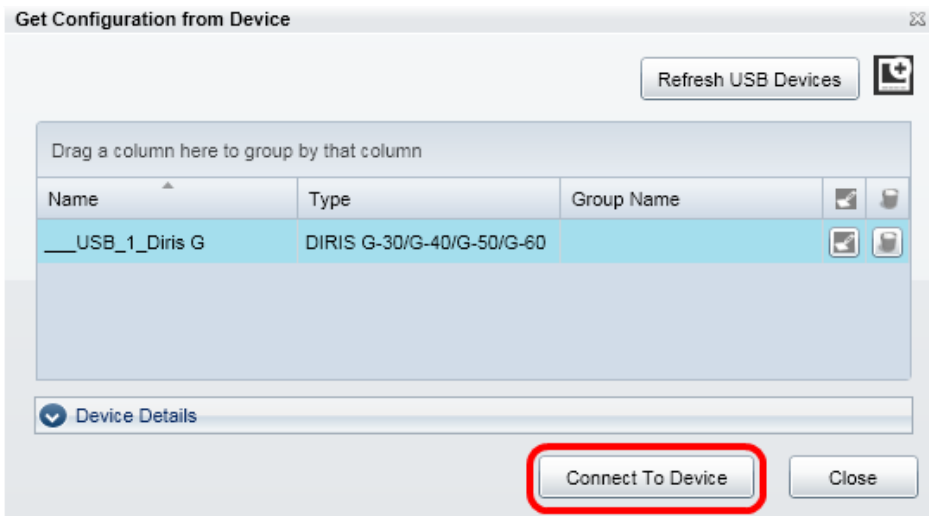 Get Configuration from Device
Refresh USB Devices
Drag a column here to group by that column
Name Type Group Name
___USB_1_Diris G DIRIS G-30/G-40/G-50/G-60
Device Details
Connect To Device Close